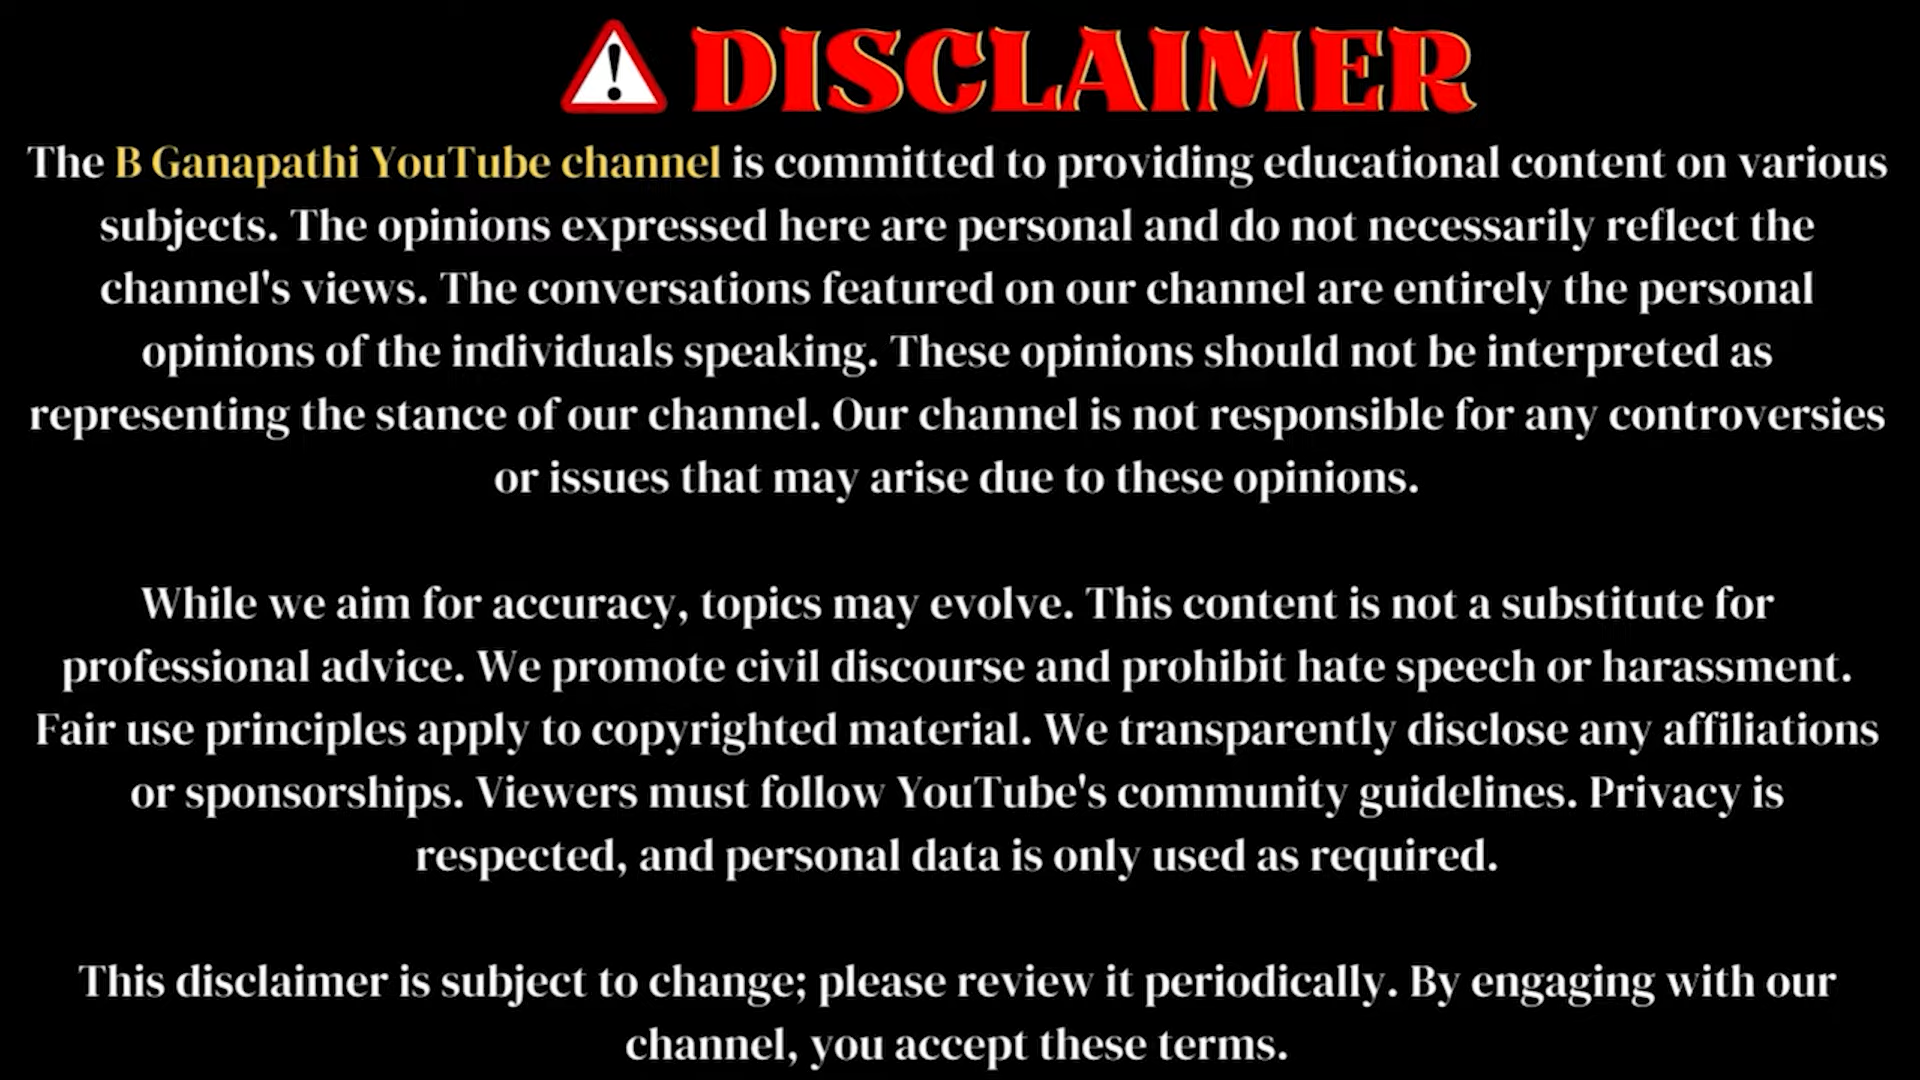 DISCLAIMER
The B Ganapathi YouTube channel is committed to providing educational content on various
subjects. The opinions expressed here are personal and do not necessarily reflect the
channel's views. The conversations featured on our channel are entirely the personal
opinions of the individuals speaking. These opinions should not be interpreted as
representing the stance of our channel. Our channel is not responsible for any controversies
or issues that may arise due to these opinions.
While we aim for accuracy, topics may evolve. This content is not a substitute for
professional advice. We promote civil discourse and prohibit hate speech or harassment.
Fair use principles apply to copyrighted material. We transparently disclose any affiliations
or sponsorships. Viewers must follow YouTube's community guidelines. Privacy is
respected, and personal data is only used as required.
This disclaimer is subject to change; please review it periodically. By engaging with our
channel, you accept these terms.